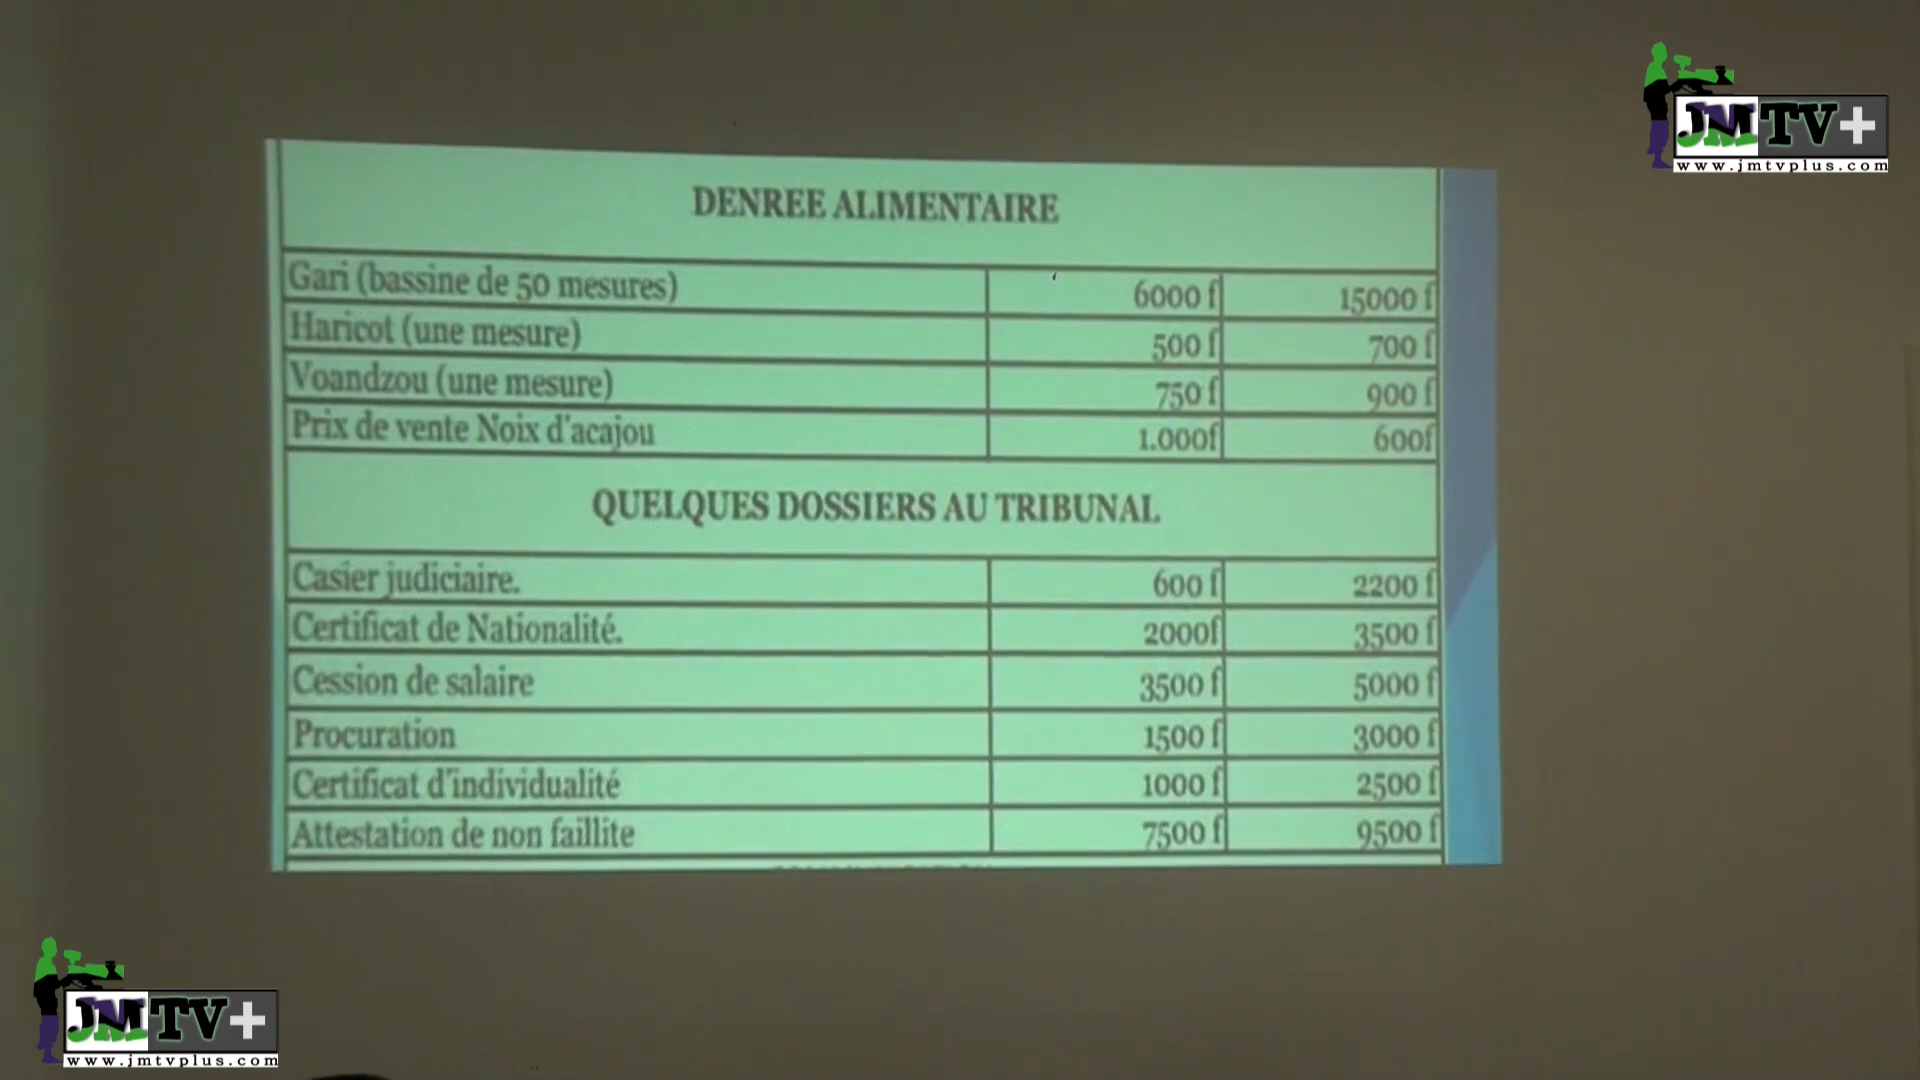 JMTV+
www.jmtvplus.com
DENREE ALIMENTAIRE
Gari (bassine de 50 mesures) 6000 f 15000 f
Haricot (une mesure) 500 f 700 f
Voandzou (une mesure) 750 f 900 f
Prix de vente Noix d'acajou 1.000f 600f
QUELQUES DOSSIERS AU TRIBUNAL
Casier judiciaire. 600 f 2200 f
Certificat de Nationalité. 2000f 3500 f
Cession de salaire 3500 f 5000 f
Procuration 1500 f 3000 f
Certificat d'individualité 1000 f 2500 f
Attestation de non faillite 7500 f 9500 f
JMTV+
www.jmtvplus.com